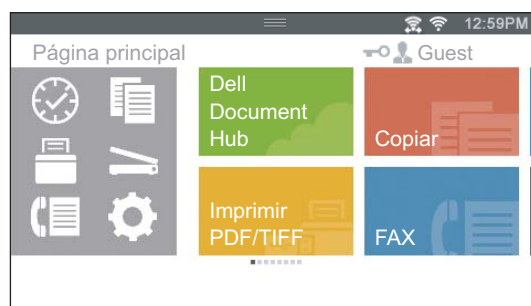 12:59PM
Página principal
Guest
Dell
Document
Hub
Copiar
Imprimir
PDF/TIFF
FAX